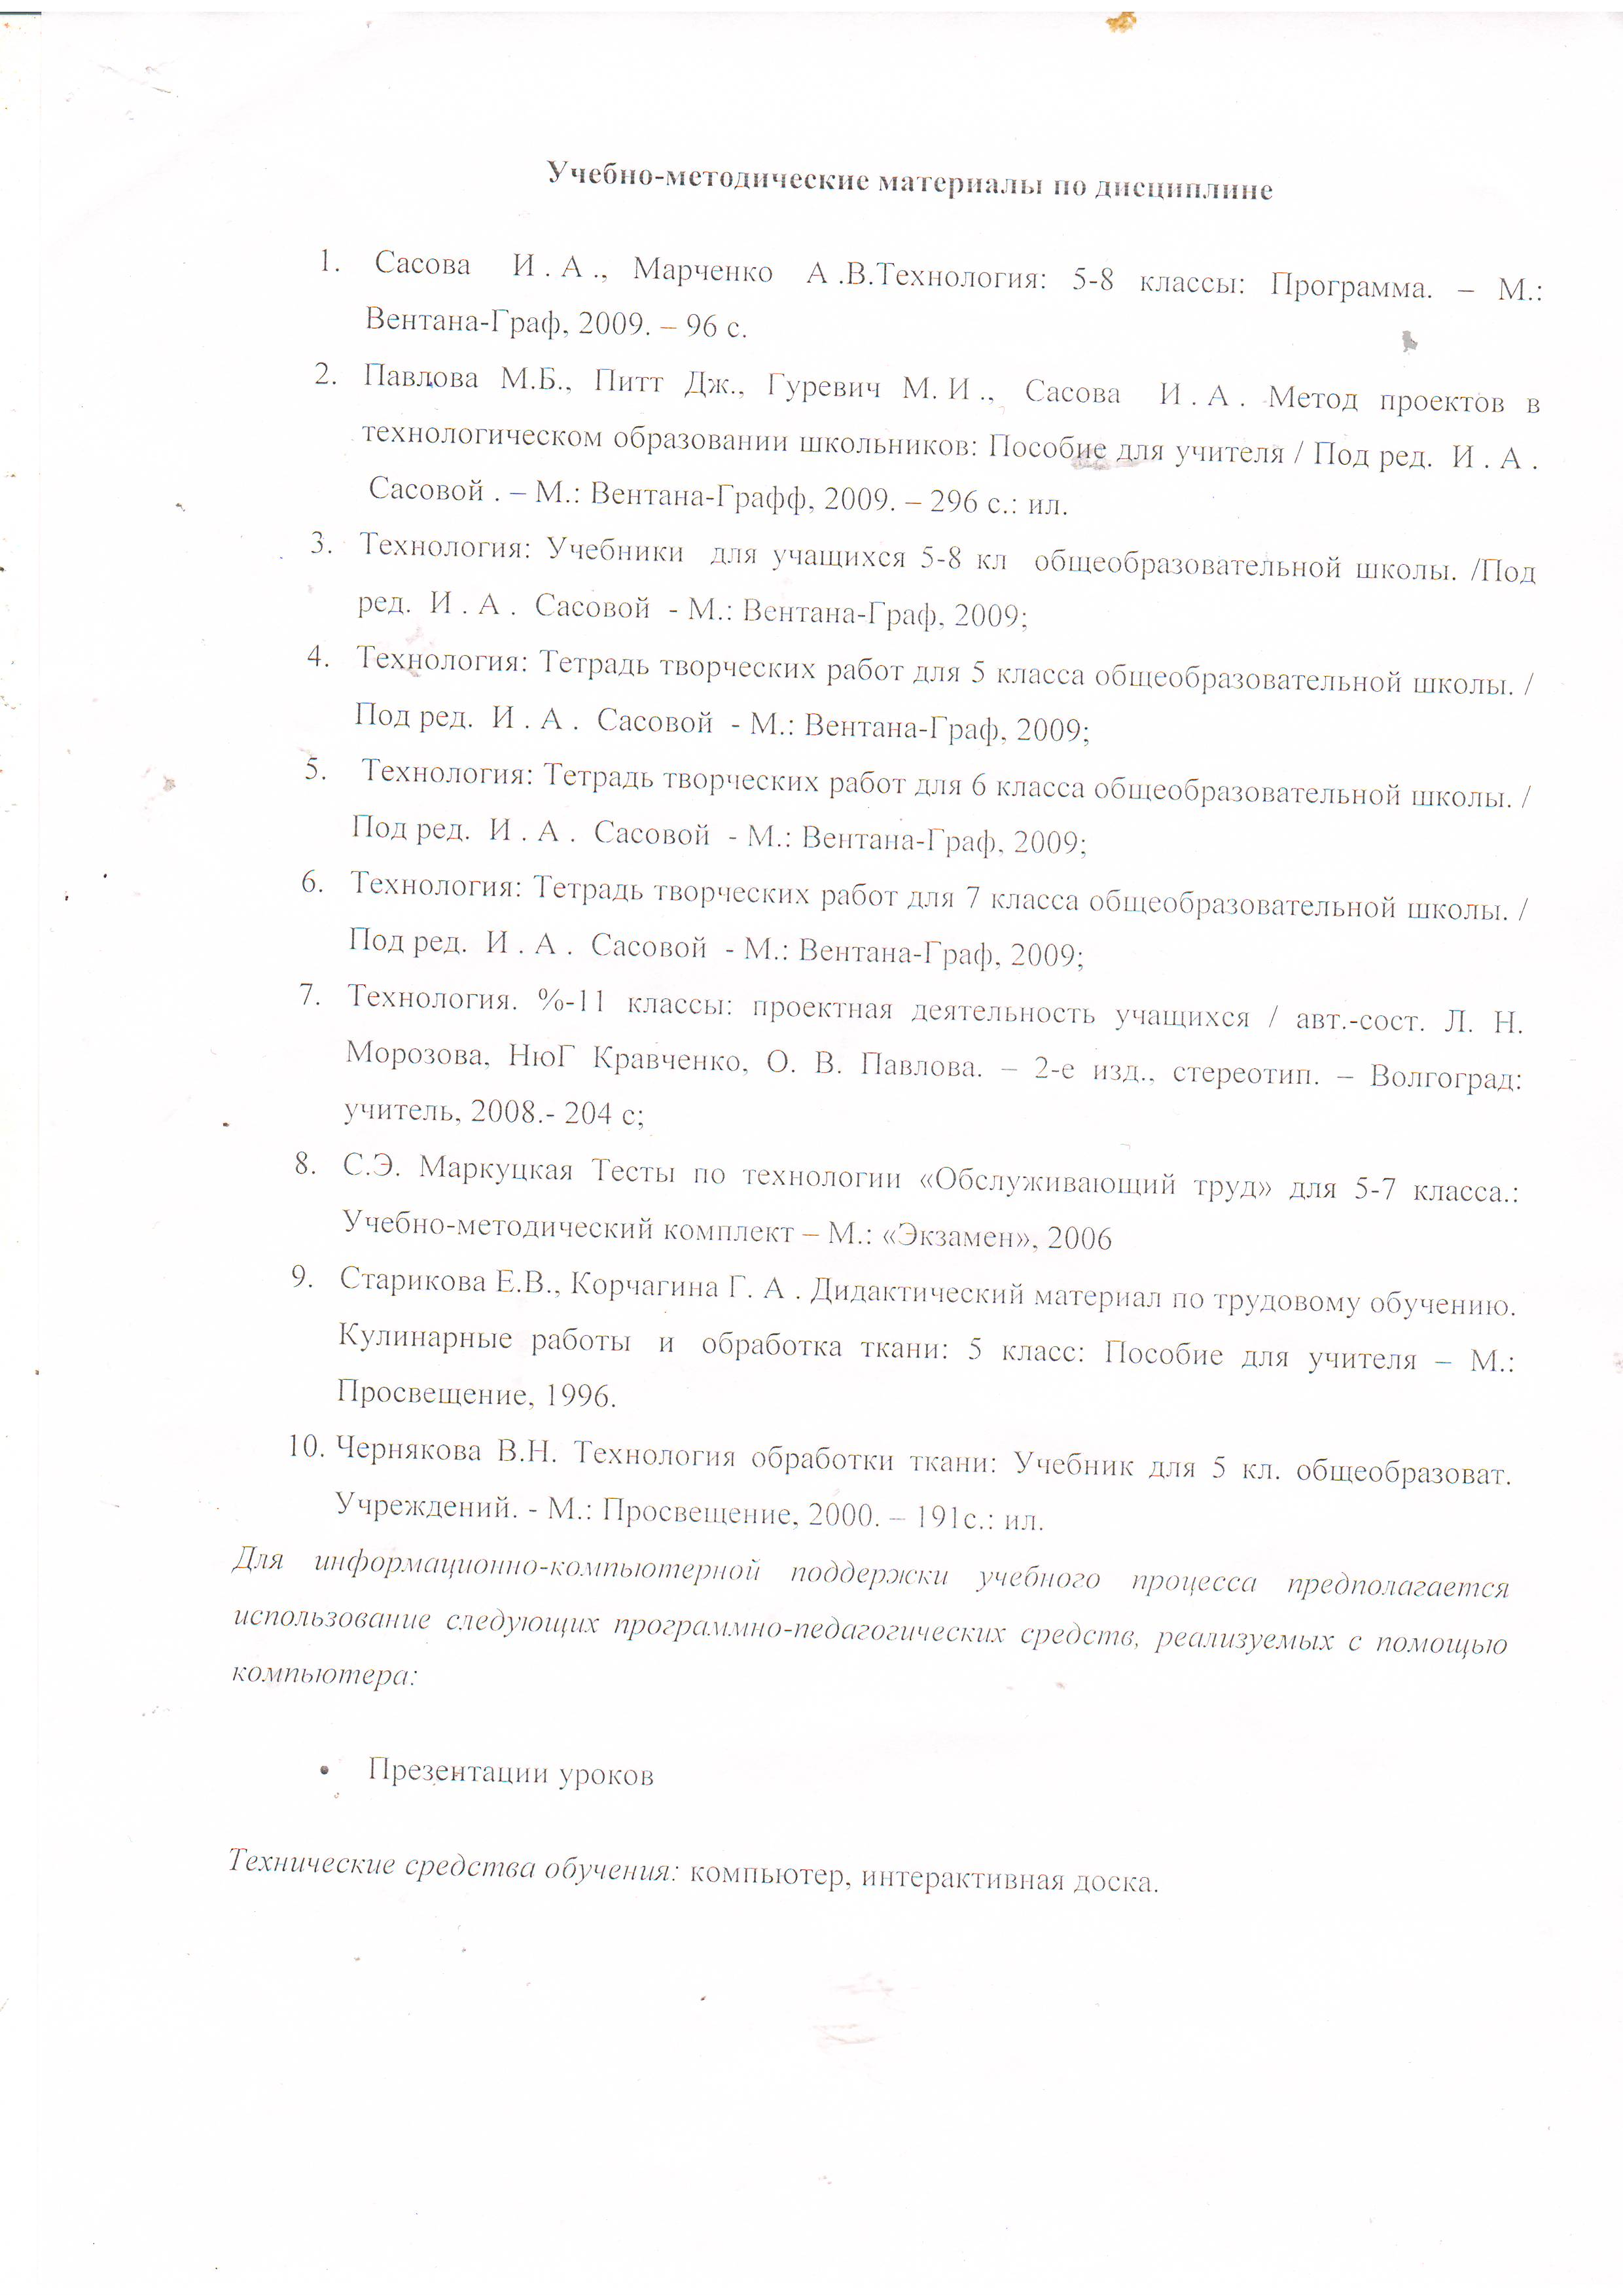 Учебно-методические материалы по дисциплине
1. Сасова И . А ., Марченко А .В.Технология: 5-8 классы: Программа. – М.:
Вентана-Граф, 2009. – 96 с.
2. Павлова М.Б., Питт Дж., Гуревич М. И ., Сасова И . А . Метод проектов в
технологическом образовании школьников: Пособие для учителя / Под ред. И . А .
Сасовой . – М.: Вентана-Графф, 2009. – 296 с.: ил.
3. Технология: Учебники для учащихся 5-8 кл общеобразовательной школы. /Под
ред. И . А . Сасовой - М.: Вентана-Граф, 2009;
4. Технология: Тетрадь творческих работ для 5 класса общеобразовательной школы. /
Под ред. И . А . Сасовой - М.: Вентана-Граф, 2009;
5. Технология: Тетрадь творческих работ для 6 класса общеобразовательной школы. /
Под ред. И . А . Сасовой - М.: Вентана-Граф, 2009;
6. Технология: Тетрадь творческих работ для 7 класса общеобразовательной школы. /
Под ред. И . А . Сасовой - М.: Вентана-Граф, 2009;
7. Технология. %-11 классы: проектная деятельность учащихся / авт.-сост. Л. Н.
Морозова, НюГ Кравченко, О. В. Павлова. – 2-е изд., стереотип. – Волгоград:
учитель, 2008.- 204 с;
8. С.Э. Маркуцкая Тесты по технологии «Обслуживающий труд» для 5-7 класса.:
Учебно-методический комплект – М.: «Экзамен», 2006
9. Старикова Е.В., Корчагина Г. А . Дидактический материал по трудовому обучению.
Кулинарные работы и обработка ткани: 5 класс: Пособие для учителя – М.:
Просвещение, 1996.
10. Чернякова В.Н. Технология обработки ткани: Учебник для 5 кл. общеобразоват.
Учреждений. - М.: Просвещение, 2000. – 191с.: ил.
Для информационно-компьютерной поддержки учебного процесса предполагается
использование следующих программно-педагогических средств, реализуемых с помощью
компьютера:
• Презентации уроков
Технические средства обучения: компьютер, интерактивная доска.